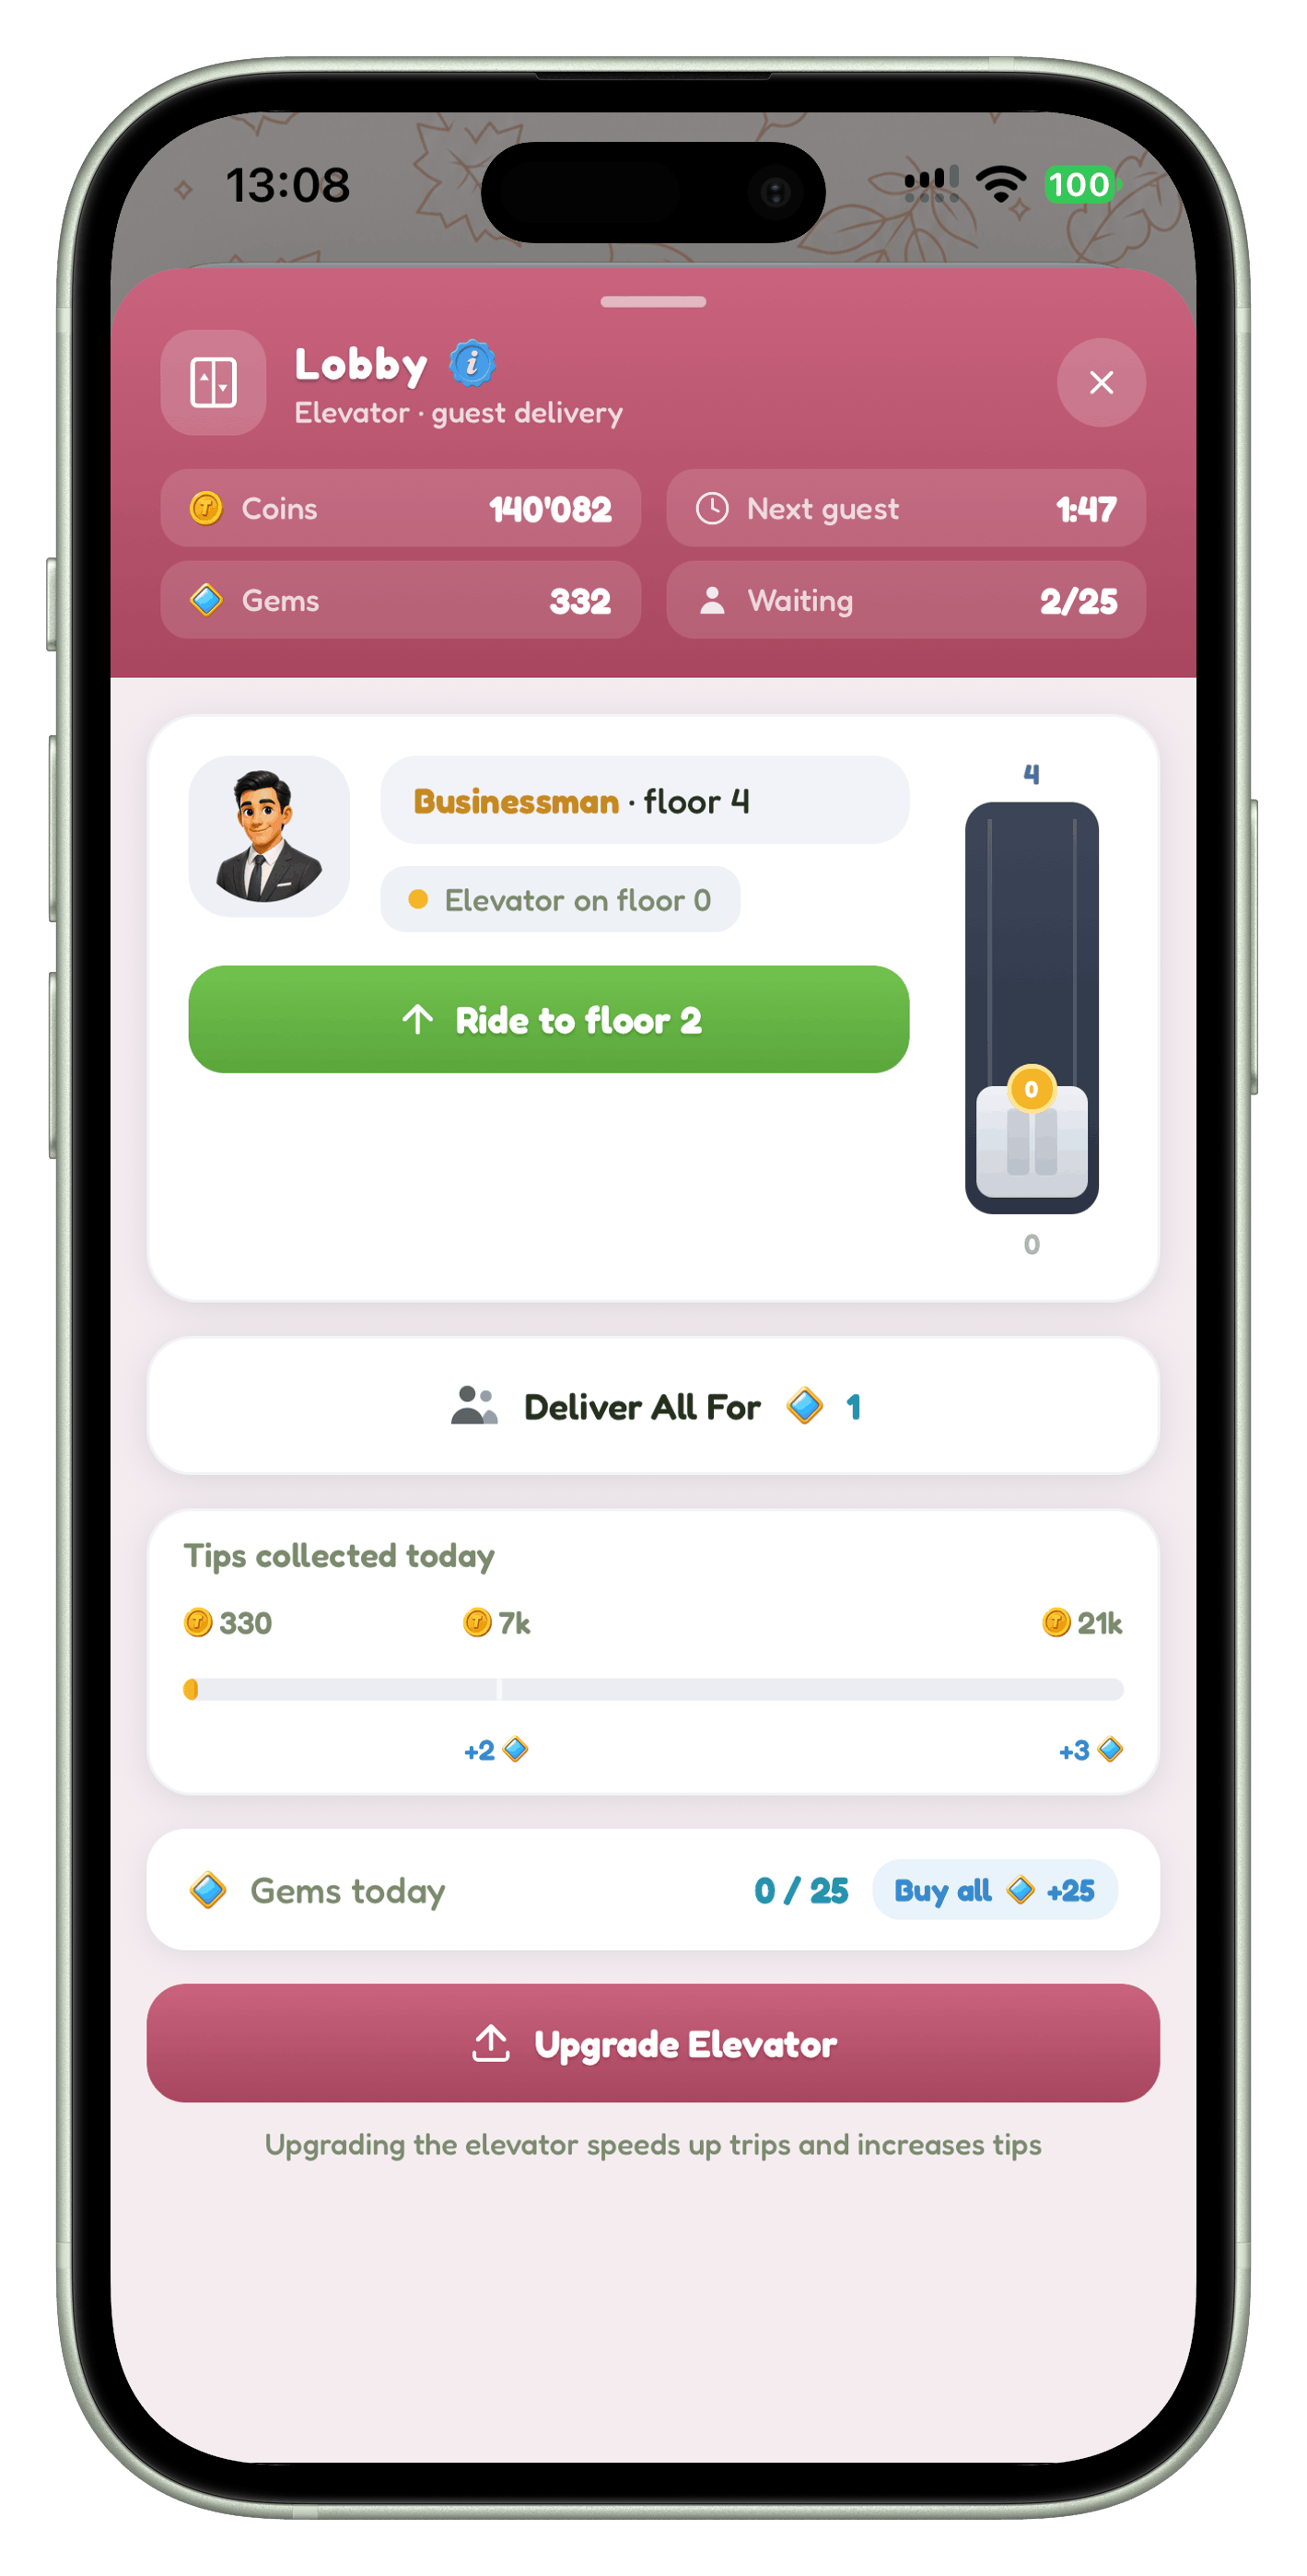 13:08
100
Lobby
Elevator · guest delivery
Coins 140'082
Next guest 1:47
Gems 332
Waiting 2/25
Businessman · floor 4
Elevator on floor 0
Ride to floor 2
4
0
0
Deliver All For 1
Tips collected today
330 7k 21k
+2 +3
Gems today 0 / 25 Buy all +25
Upgrade Elevator
Upgrading the elevator speeds up trips and increases tips